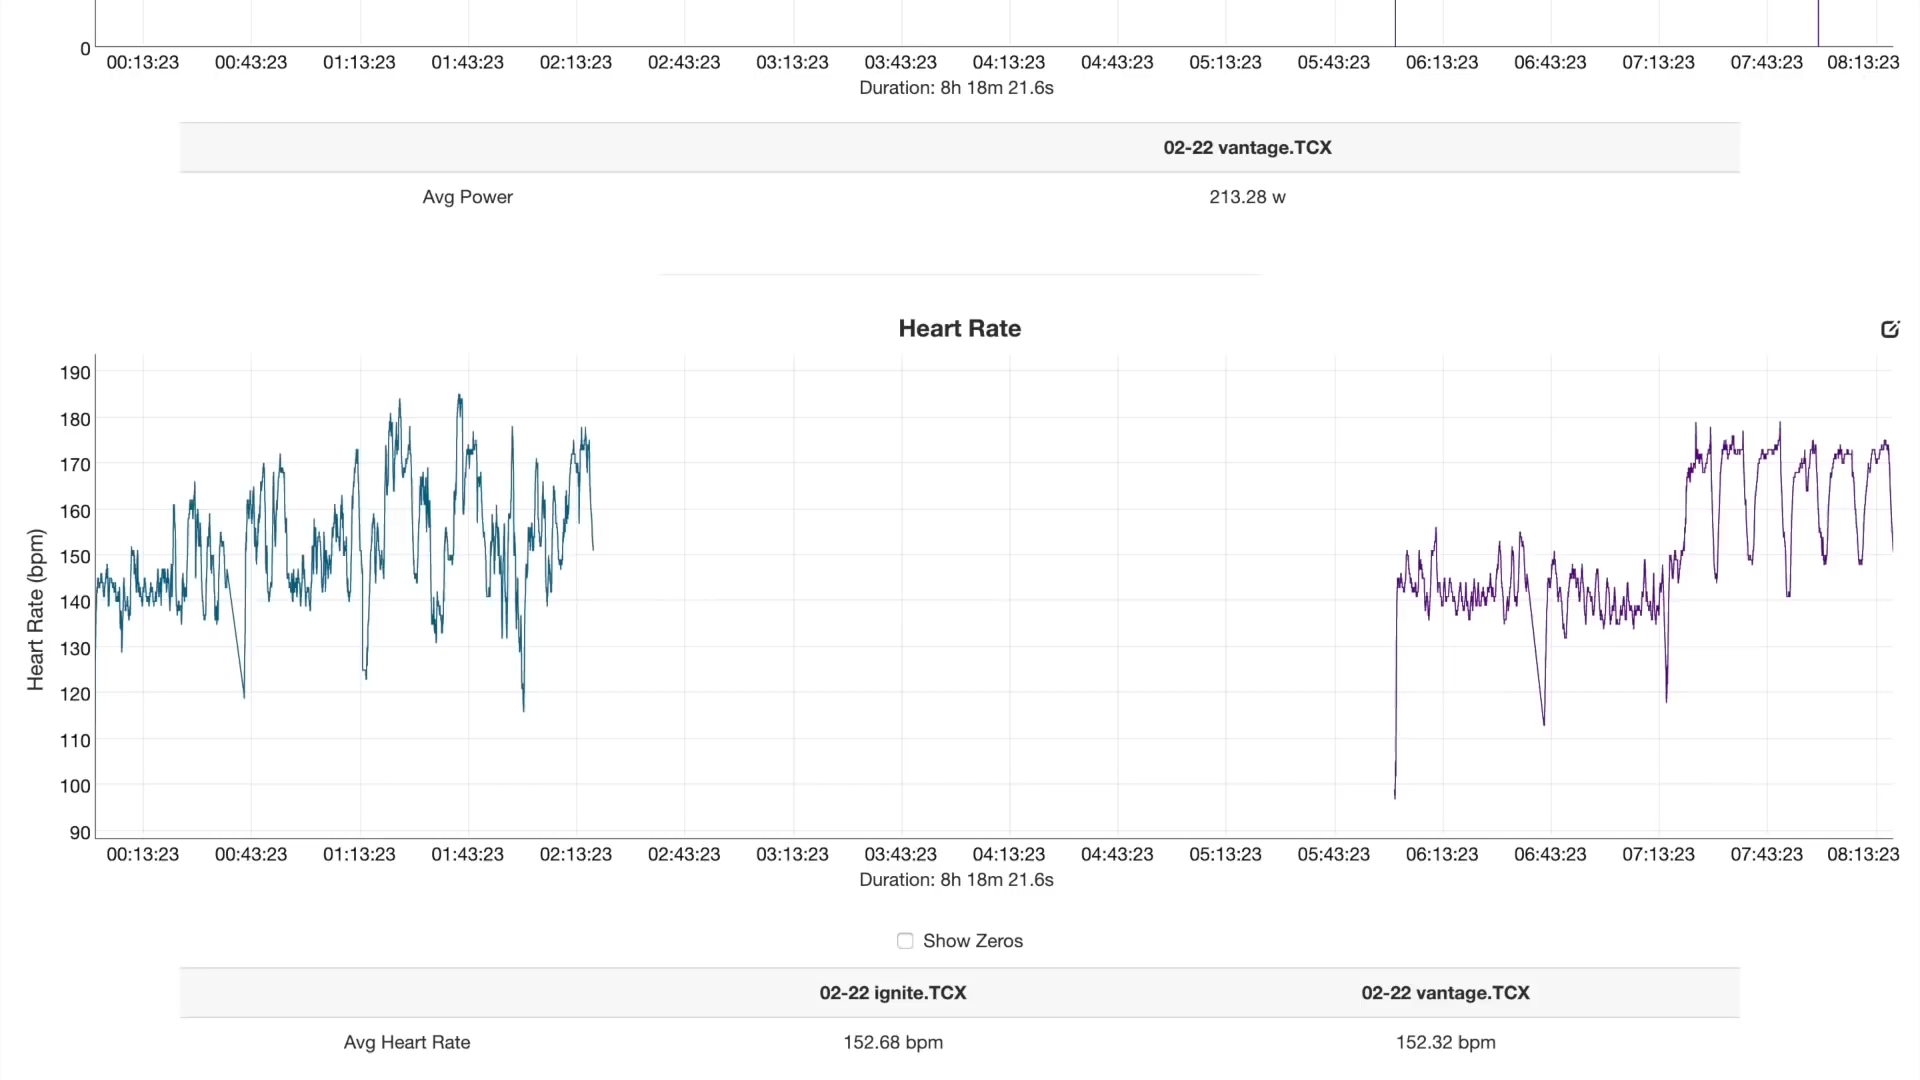 0
00:13:23 00:43:23 01:13:23 01:43:23 02:13:23 02:43:23 03:13:23 03:43:23 04:13:23 04:43:23 05:13:23 05:43:23 06:13:23 06:43:23 07:13:23 07:43:23 08:13:23
Duration: 8h 18m 21.6s
02-22 vantage.TCX
Avg Power 213.28 w
Heart Rate
Heart Rate (bpm)
190
180
170
160
150
140
130
120
110
100
90
00:13:23 00:43:23 01:13:23 01:43:23 02:13:23 02:43:23 03:13:23 03:43:23 04:13:23 04:43:23 05:13:23 05:43:23 06:13:23 06:43:23 07:13:23 07:43:23 08:13:23
Duration: 8h 18m 21.6s
Show Zeros
02-22 ignite.TCX 02-22 vantage.TCX
Avg Heart Rate 152.68 bpm 152.32 bpm